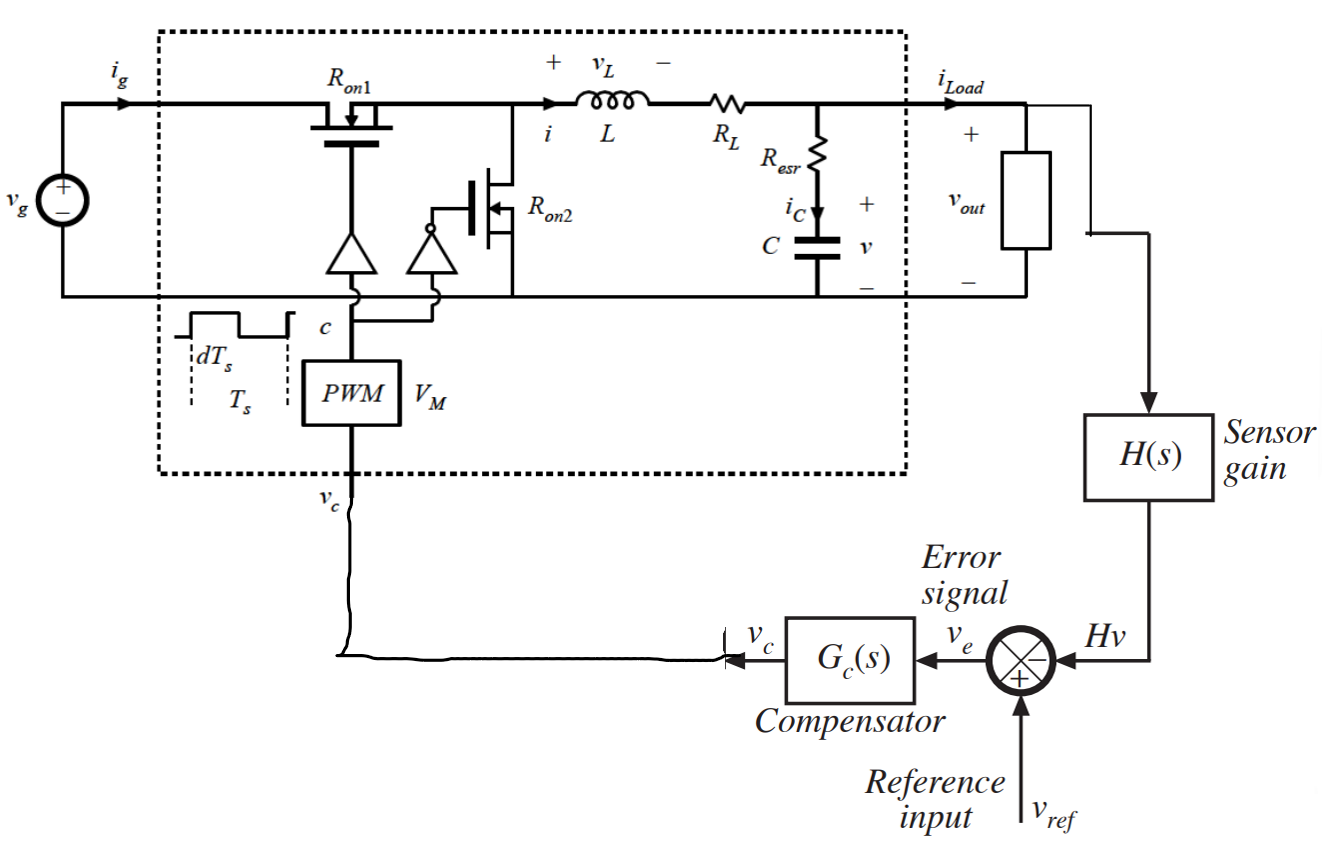 i_g
R_on1
+ v_L −
i_Load
i
L
R_L
+
R_esr
v_g
+
−
R_on2
i_C
+
v_out
C
v
−
−
c
dT_s
T_s
PWM
V_M
H(s)
Sensor
gain
v_c
Error
signal
v_c
G_c(s)
v_e
−
+
Hv
Compensator
Reference
input
v_ref